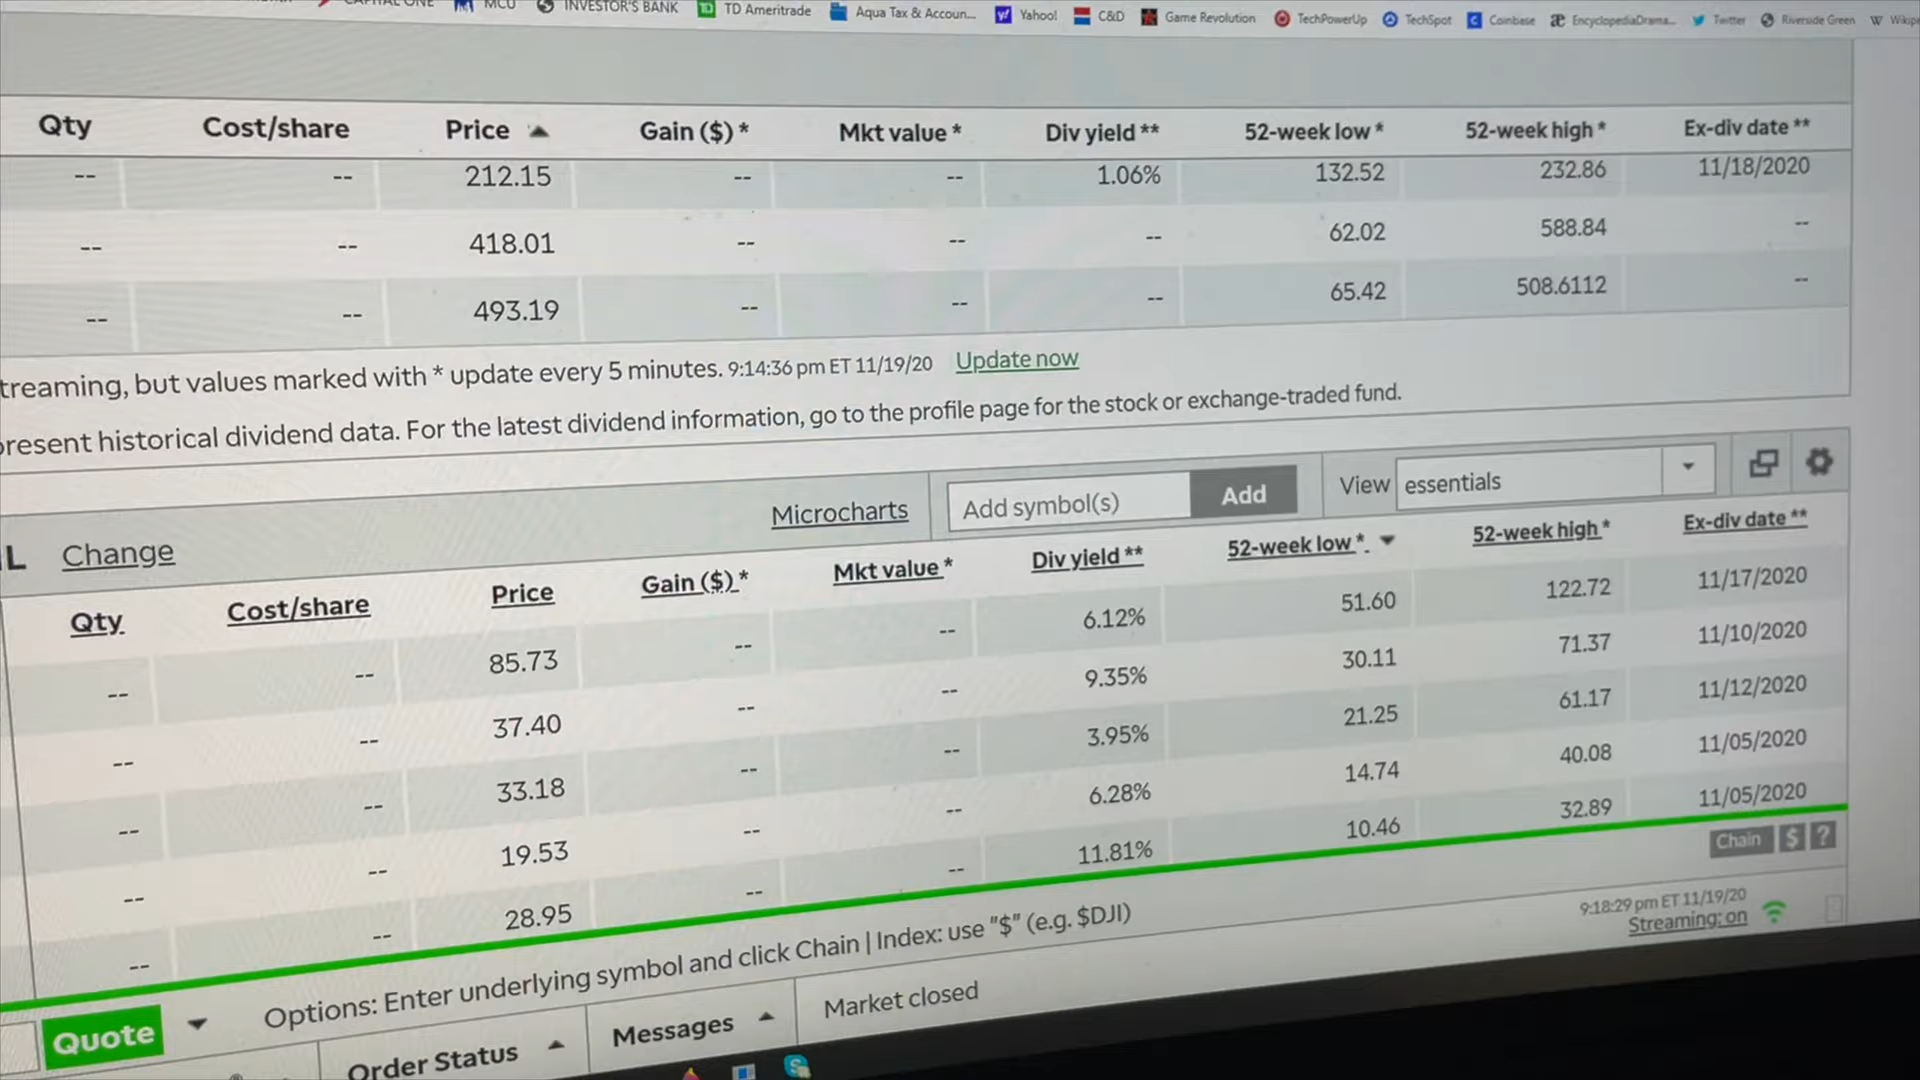 CAPITAL ONE MCU INVESTOR'S BANK TD Ameritrade Aqua Tax & Accoun... Yahoo! C&D Game Revolution TechPowerUp TechSpot Coinbase EncyclopediaDrama... Twitter Riverside Green
Qty Cost/share Price Gain ($) * Mkt value * Div yield ** 52-week low * 52-week high * Ex-div date **
-- -- 212.15 -- -- 1.06% 132.52 232.86 11/18/2020
-- -- 418.01 -- -- -- 62.02 588.84 --
-- -- 493.19 -- -- -- 65.42 508.6112 --
treaming, but values marked with * update every 5 minutes. 9:14:36 pm ET 11/19/20 Update now
present historical dividend data. For the latest dividend information, go to the profile page for the stock or exchange-traded fund.
L Change Microcharts Add symbol(s) Add View essentials
Qty Cost/share Price Gain ($) * Mkt value * Div yield ** 52-week low * 52-week high * Ex-div date **
-- -- 85.73 -- -- 6.12% 51.60 122.72 11/17/2020
-- -- 37.40 -- -- 9.35% 30.11 71.37 11/10/2020
-- -- 33.18 -- -- 3.95% 21.25 61.17 11/12/2020
-- -- 19.53 -- -- 6.28% 14.74 40.08 11/05/2020
-- -- 28.95 -- -- 11.81% 10.46 32.89 11/05/2020
Chain $ ?
Quote Options: Enter underlying symbol and click Chain | Index: use "$" (e.g. $DJI) 9:18:29 pm ET 11/19/20
Streaming: on
Order Status Messages Market closed